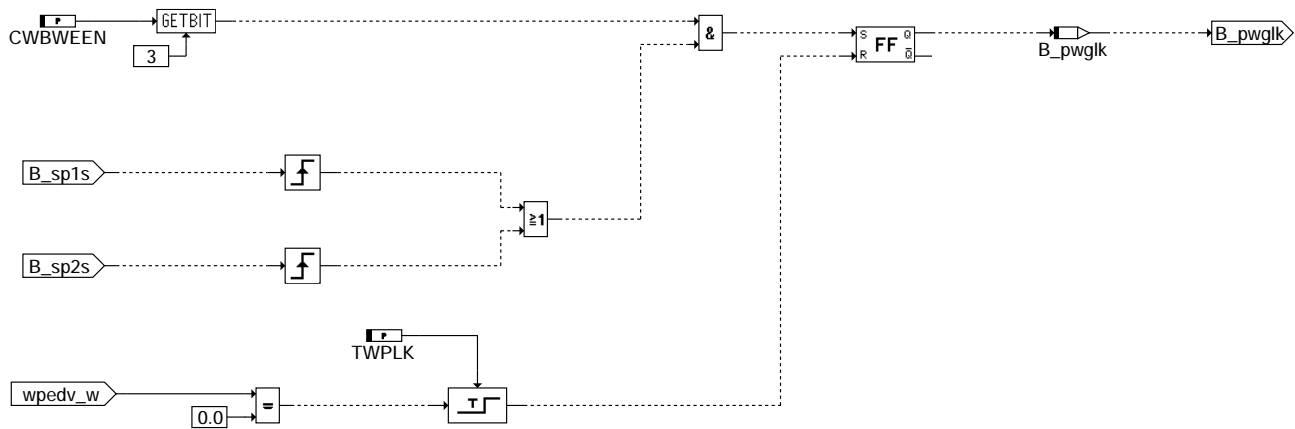 P
GETBIT
CWBWEEN
3
&
S
Q
FF
R
Q̅
B_pwglk
B_pwglk
B_sp1s
≧1
B_sp2s
P
TWPLK
wpedv_w
0.0
=
T